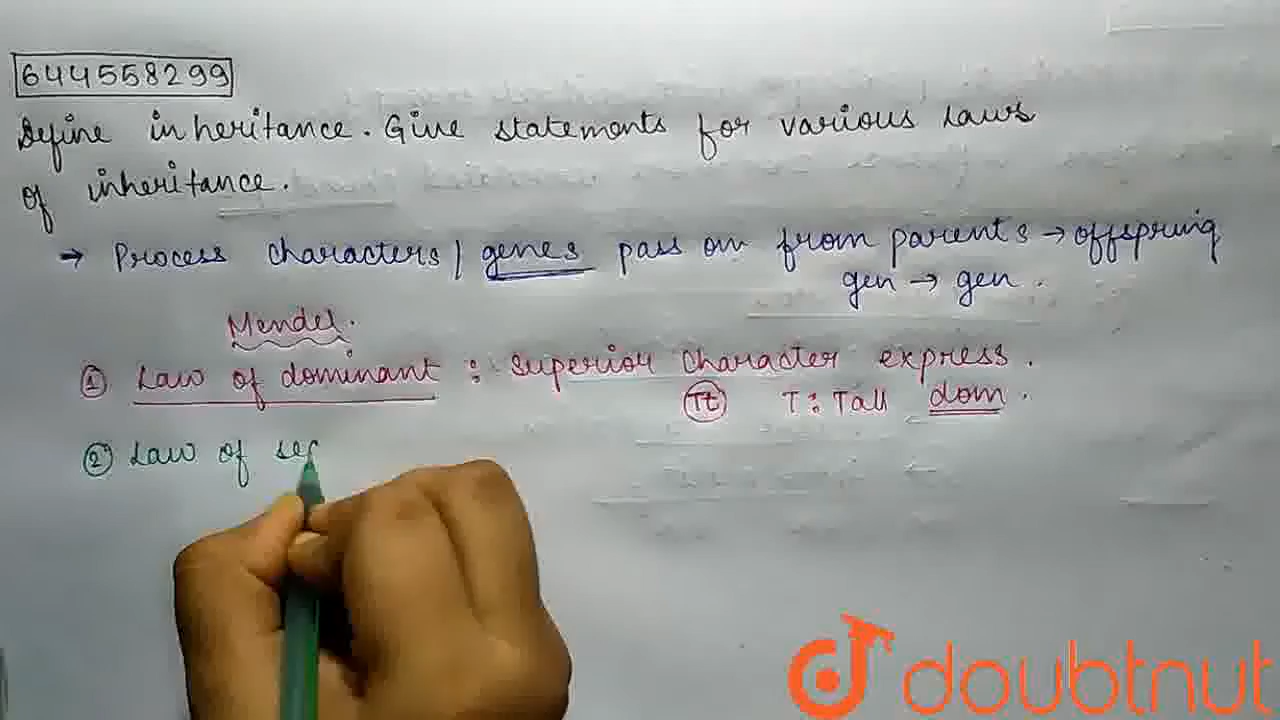 644558299
Define inheritance. Give statements for various laws
of inheritance.
→ Process characters/genes pass on from parents → offspring
gen → gen.
Mendel.
① Law of dominant : superior character express.
Tt T : Tall dom.
② Law of seg
doubtnut